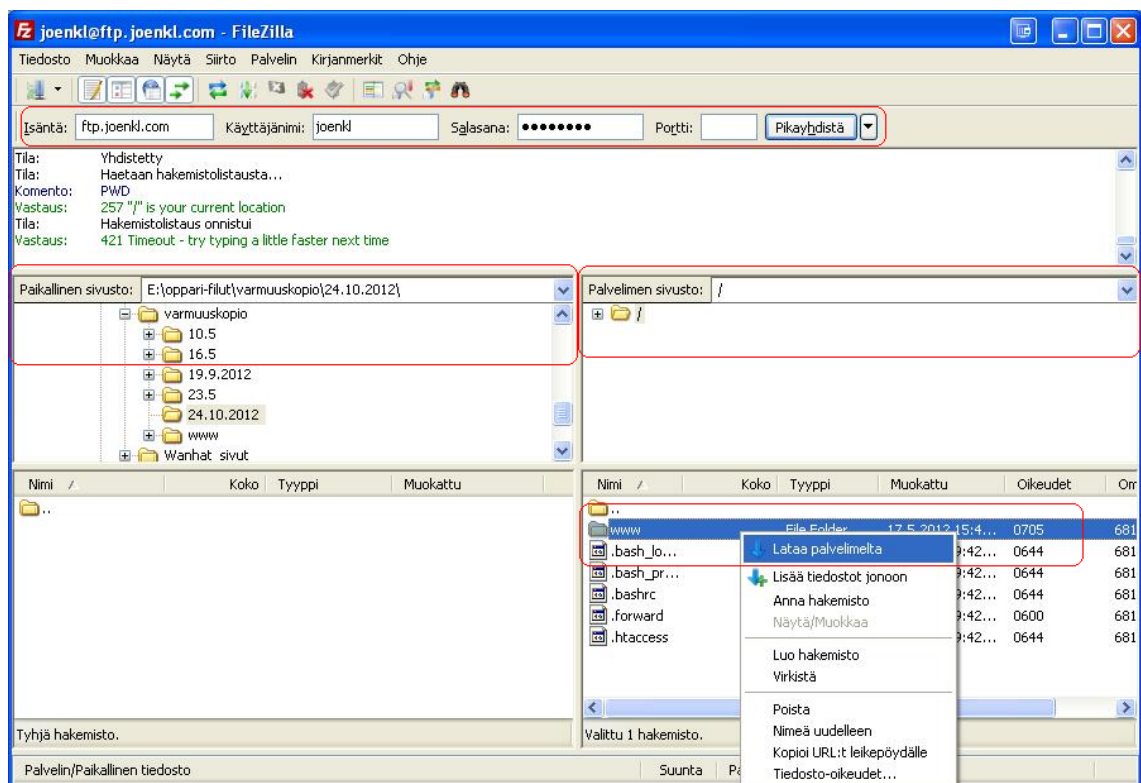 joenkl@ftp.joenkl.com - FileZilla
Tiedosto Muokkaa Näytä Siirto Palvelin Kirjanmerkit Ohje
Isäntä: ftp.joenkl.com Käyttäjänimi: joenkl Salasana: ●●●●●●●● Portti: Pikayhdistä
Tila: Yhdistetty
Tila: Haetaan hakemistolistausta...
Komento: PWD
Vastaus: 257 "/" is your current location
Tila: Hakemistolistaus onnistui
Vastaus: 421 Timeout - try typing a little faster next time
Paikallinen sivusto: E:\oppari-filut\varmuuskopio\24.10.2012\
varmuuskopio
10.5
16.5
19.9.2012
23.5
24.10.2012
www
Wanhat sivut
Palvelimen sivusto: /
/
Nimi Koko Tyyppi Muokattu
..
Tyhjä hakemisto.
Nimi Koko Tyyppi Muokattu Oikeudet Om
..
www File Folder 17.5.2012 15:4... 0705 681
.bash_lo... 9:42... 0644 681
.bash_pr... 9:42... 0644 681
.bashrc 9:42... 0644 681
.forward 9:42... 0600 681
.htaccess 9:42... 0644 681
Valittu 1 hakemisto.
Lataa palvelimelta
Lisää tiedostot jonoon
Anna hakemisto
Näytä/Muokkaa
Luo hakemisto
Virkistä
Poista
Nimeä uudelleen
Kopioi URL:t leikepöydälle
Tiedosto-oikeudet...
Palvelin/Paikallinen tiedosto Suunta